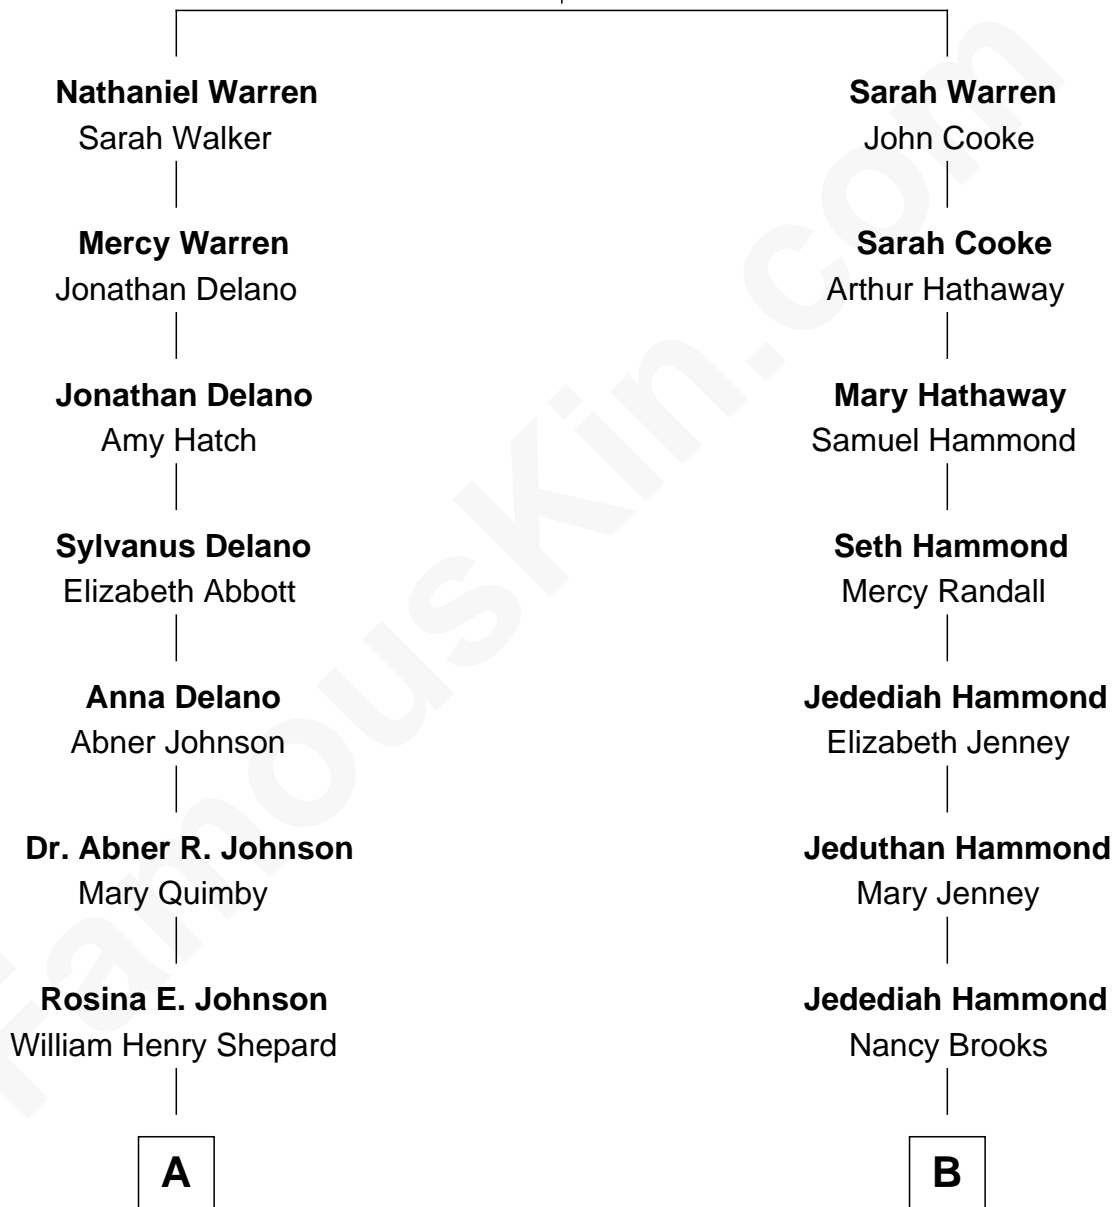 Nathaniel Warren
Sarah Walker
Sarah Warren
John Cooke
Mercy Warren
Jonathan Delano
Sarah Cooke
Arthur Hathaway
Jonathan Delano
Amy Hatch
Mary Hathaway
Samuel Hammond
Sylvanus Delano
Elizabeth Abbott
Seth Hammond
Mercy Randall
Anna Delano
Abner Johnson
Jedediah Hammond
Elizabeth Jenney
Dr. Abner R. Johnson
Mary Quimby
Jeduthan Hammond
Mary Jenney
Rosina E. Johnson
William Henry Shepard
Jedediah Hammond
Nancy Brooks
A
B
FamousKin.com